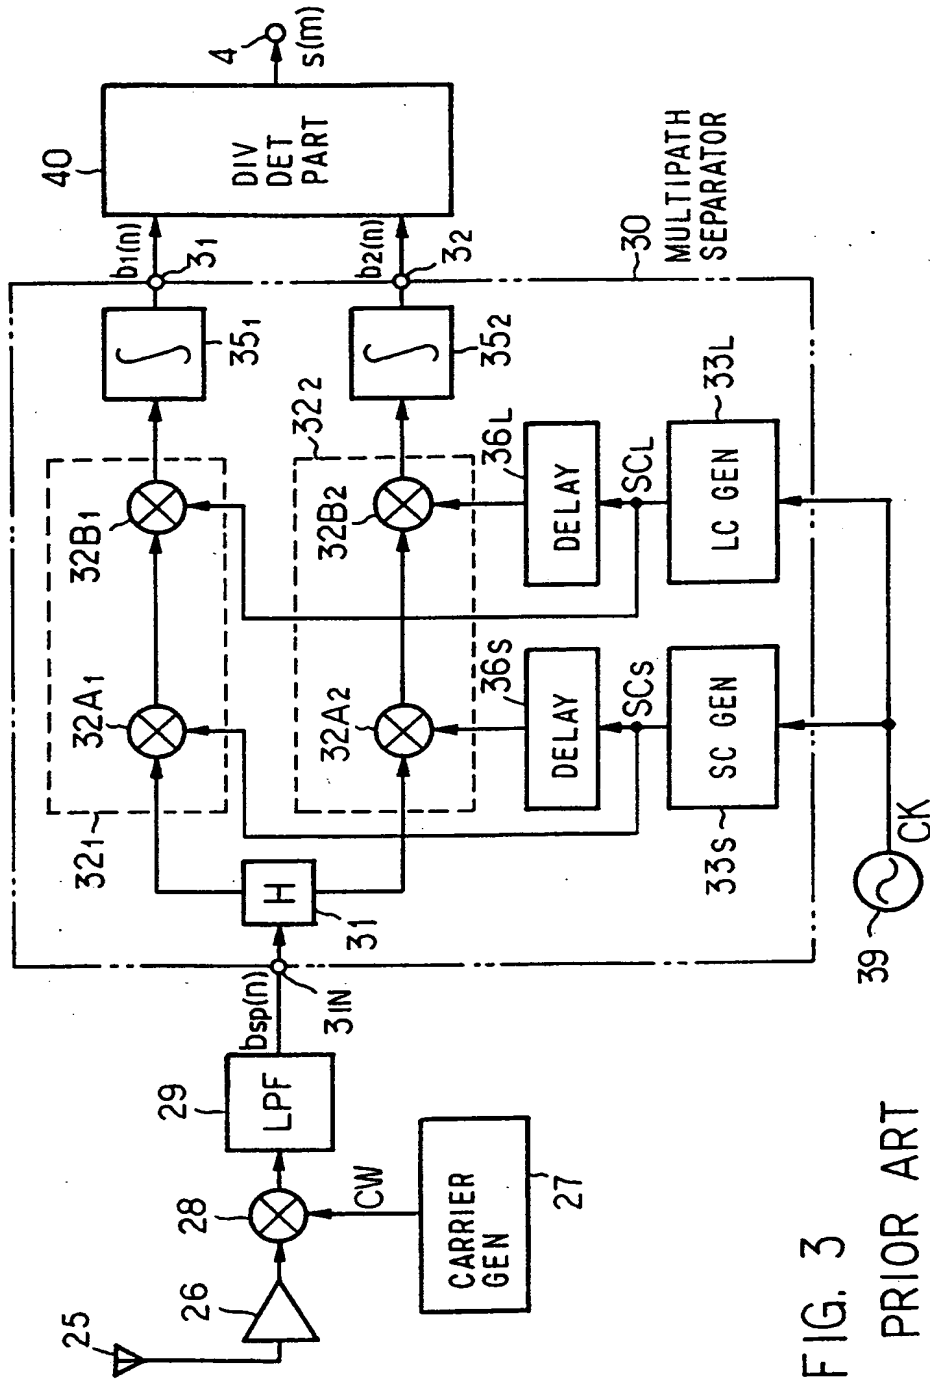 25
26
28
CW
CARRIER
GEN
27
29
LPF
bsp(n)
3IN
H
31
321
32A1
32B1
322
32A2
32B2
351
352
b1(n)
31
b2(n)
32
40
DIV
DET
PART
4
s(m)
36S
DELAY
SCS
SC GEN
33S
36L
DELAY
SCL
LC GEN
33L
30
MULTIPATH
SEPARATOR
39
CK
FIG. 3
PRIOR ART